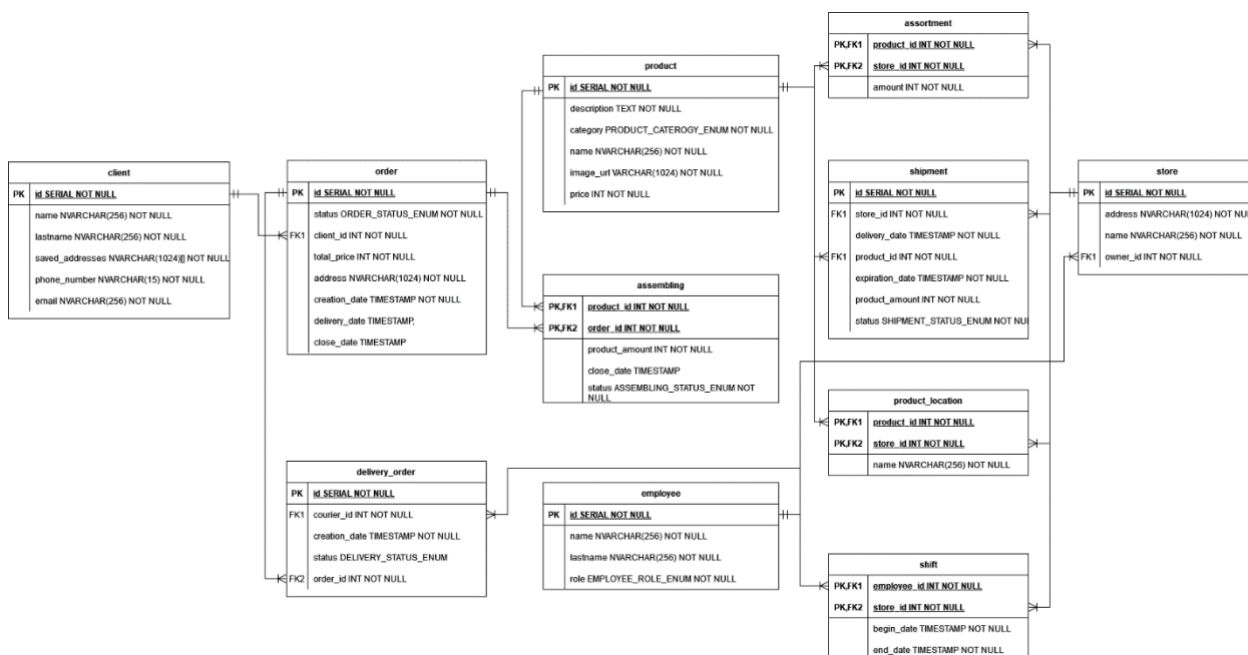 client
PK id SERIAL NOT NULL
name NVARCHAR(256) NOT NULL
lastname NVARCHAR(256) NOT NULL
saved_addresses NVARCHAR(1024)[] NOT NULL
phone_number NVARCHAR(15) NOT NULL
email NVARCHAR(256) NOT NULL
order
PK id SERIAL NOT NULL
status ORDER_STATUS_ENUM NOT NULL
FK1 client_id INT NOT NULL
total_price INT NOT NULL
address NVARCHAR(1024) NOT NULL
creation_date TIMESTAMP NOT NULL
delivery_date TIMESTAMP,
close_date TIMESTAMP
delivery_order
PK id SERIAL NOT NULL
FK1 courier_id INT NOT NULL
creation_date TIMESTAMP NOT NULL
status DELIVERY_STATUS_ENUM
FK2 order_id INT NOT NULL
product
PK id SERIAL NOT NULL
description TEXT NOT NULL
category PRODUCT_CATEROGY_ENUM NOT NULL
name NVARCHAR(256) NOT NULL
image_url VARCHAR(1024) NOT NULL
price INT NOT NULL
assembling
PK,FK1 product_id INT NOT NULL
PK,FK2 order_id INT NOT NULL
product_amount INT NOT NULL
close_date TIMESTAMP
status ASSEMBLING_STATUS_ENUM NOT
NULL
employee
PK id SERIAL NOT NULL
name NVARCHAR(256) NOT NULL
lastname NVARCHAR(256) NOT NULL
role EMPLOYEE_ROLE_ENUM NOT NULL
assortment
PK,FK1 product_id INT NOT NULL
PK,FK2 store_id INT NOT NULL
amount INT NOT NULL
shipment
PK id SERIAL NOT NULL
FK1 store_id INT NOT NULL
delivery_date TIMESTAMP NOT NULL
FK1 product_id INT NOT NULL
expiration_date TIMESTAMP NOT NULL
product_amount INT NOT NULL
status SHIPMENT_STATUS_ENUM NOT
product_location
PK,FK1 product_id INT NOT NULL
PK,FK2 store_id INT NOT NULL
name NVARCHAR(256) NOT NULL
shift
PK,FK1 employee_id INT NOT NULL
PK,FK2 store_id INT NOT NULL
begin_date TIMESTAMP NOT NULL
end_date TIMESTAMP NOT NULL
store
PK id SERIAL NOT NULL
address NVARCHAR(1024) NOT
name NVARCHAR(256) NOT NULL
FK1 owner_id INT NOT NULL